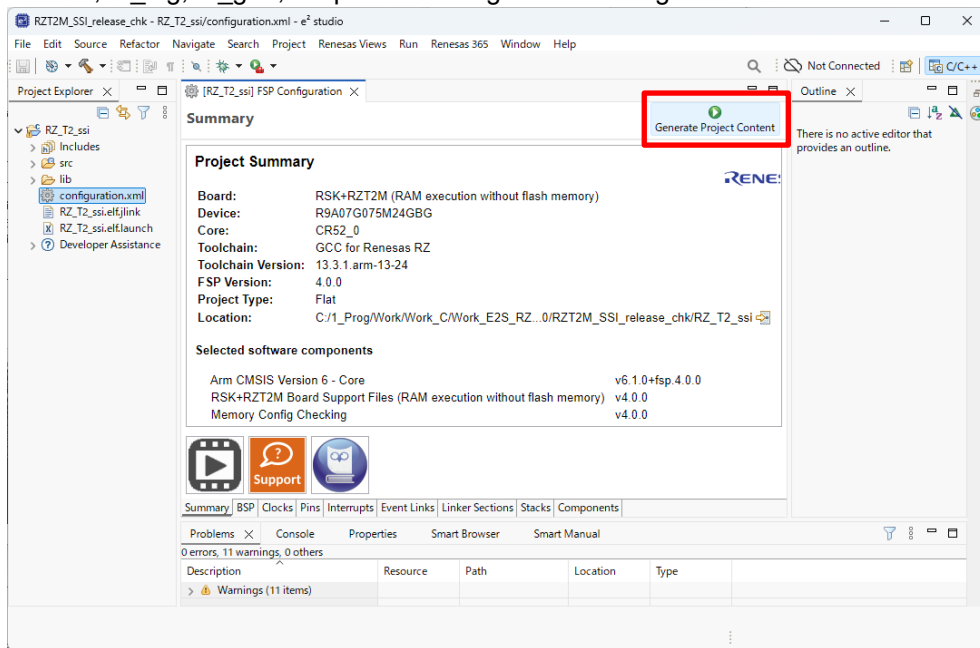 RZT2M_SSI_release_chk - RZ_T2_ssi/configuration.xml - e² studio
File Edit Source Refactor Navigate Search Project Renesas Views Run Renesas 365 Window Help
Not Connected C/C++
Project Explorer [RZ_T2_ssi] FSP Configuration Outline
Summary
Generate Project Content
There is no active editor that
provides an outline.
RZ_T2_ssi
Includes
src
lib
configuration.xml
RZ_T2_ssi.elf.jlink
RZ_T2_ssi.elf.launch
Developer Assistance
Project Summary
RENE
Board: RSK+RZT2M (RAM execution without flash memory)
Device: R9A07G075M24GBG
Core: CR52_0
Toolchain: GCC for Renesas RZ
Toolchain Version: 13.3.1.arm-13-24
FSP Version: 4.0.0
Project Type: Flat
Location: C:/1_Prog/Work/Work_C/Work_E2S_RZ...0/RZT2M_SSI_release_chk/RZ_T2_ssi
Selected software components
Arm CMSIS Version 6 - Core v6.1.0+fsp.4.0.0
RSK+RZT2M Board Support Files (RAM execution without flash memory) v4.0.0
Memory Config Checking v4.0.0
Support
Summary BSP Clocks Pins Interrupts Event Links Linker Sections Stacks Components
Problems Console Properties Smart Browser Smart Manual
0 errors, 11 warnings, 0 others
Description Resource Path Location Type
Warnings (11 items)